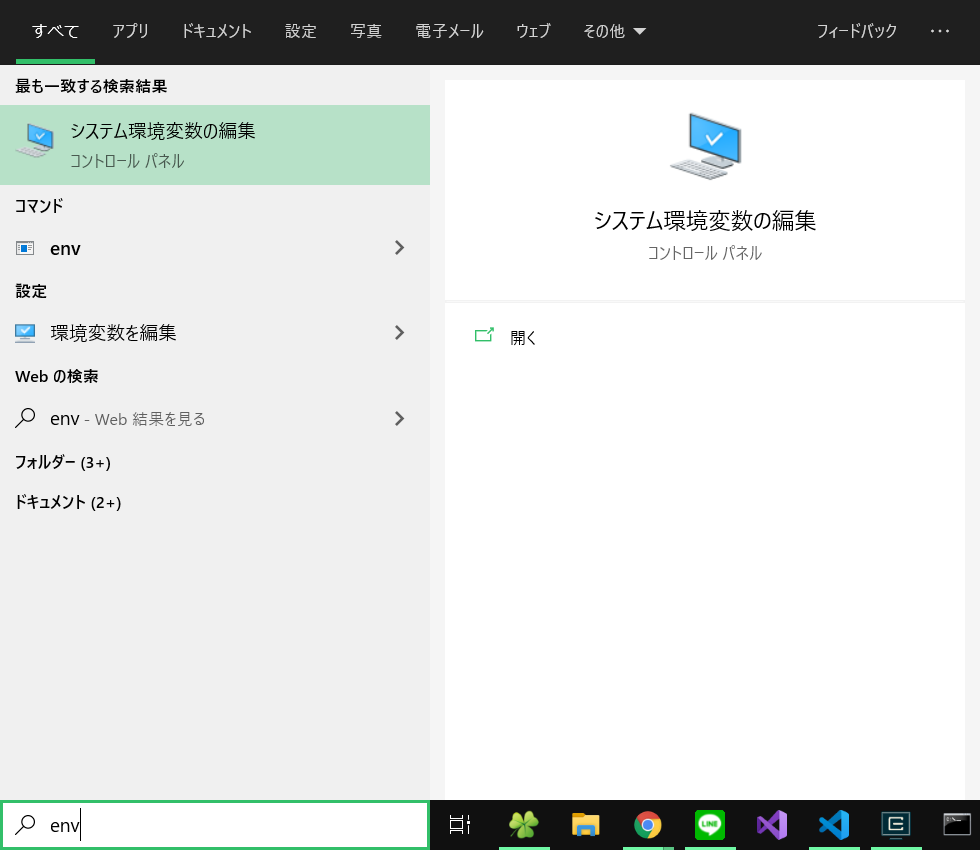 すべて アプリ ドキュメント 設定 写真 電子メール ウェブ その他 フィードバック ...
最も一致する検索結果
システム環境変数の編集
コントロール パネル
コマンド
env
設定
環境変数を編集
Web の検索
env - Web 結果を見る
フォルダー (3+)
ドキュメント (2+)
システム環境変数の編集
コントロール パネル
開く
env
LINE